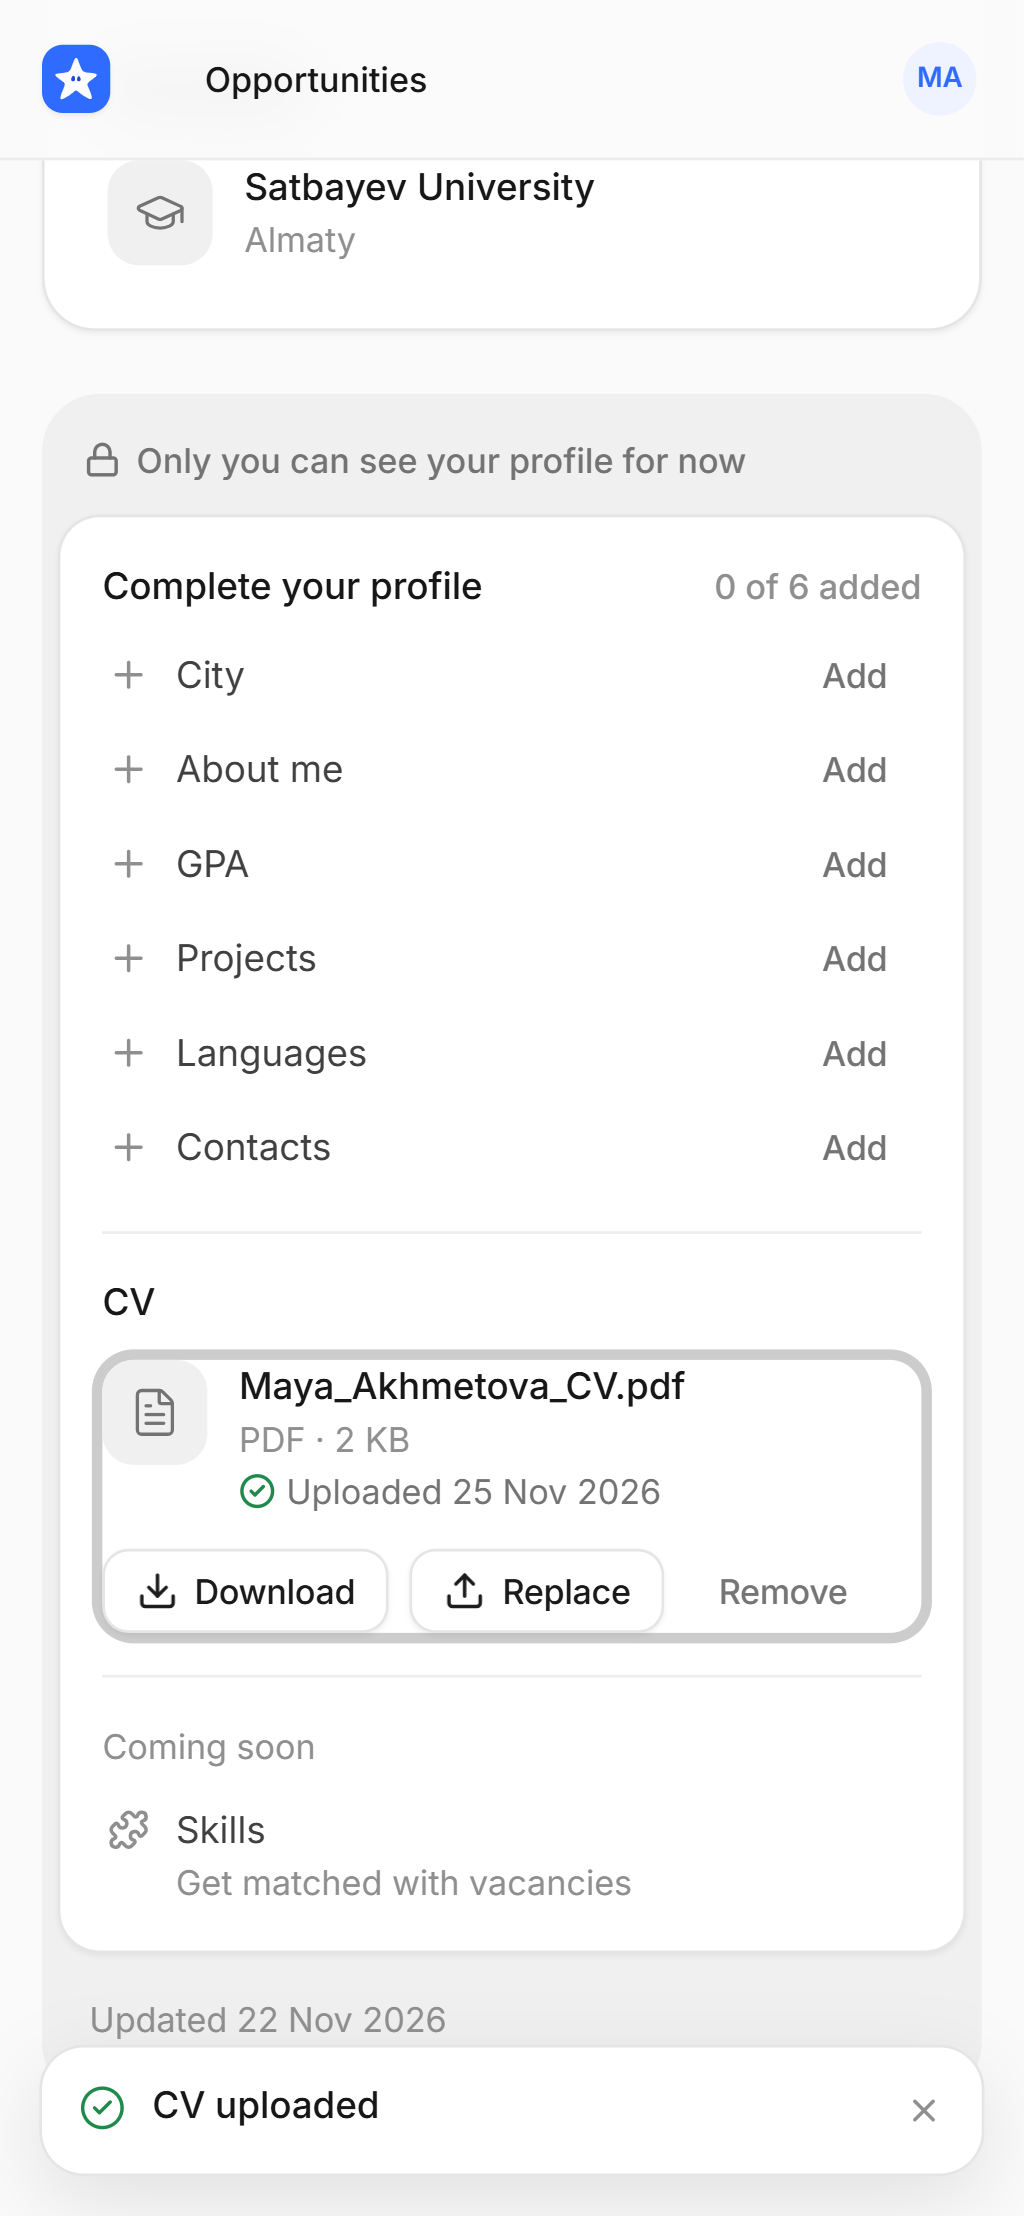 Opportunities
MA
Satbayev University
Almaty
Only you can see your profile for now
Complete your profile
0 of 6 added
City
Add
About me
Add
GPA
Add
Projects
Add
Languages
Add
Contacts
Add
CV
Maya_Akhmetova_CV.pdf
PDF · 2 KB
Uploaded 25 Nov 2026
Download
Replace
Remove
Coming soon
Skills
Get matched with vacancies
Updated 22 Nov 2026
CV uploaded